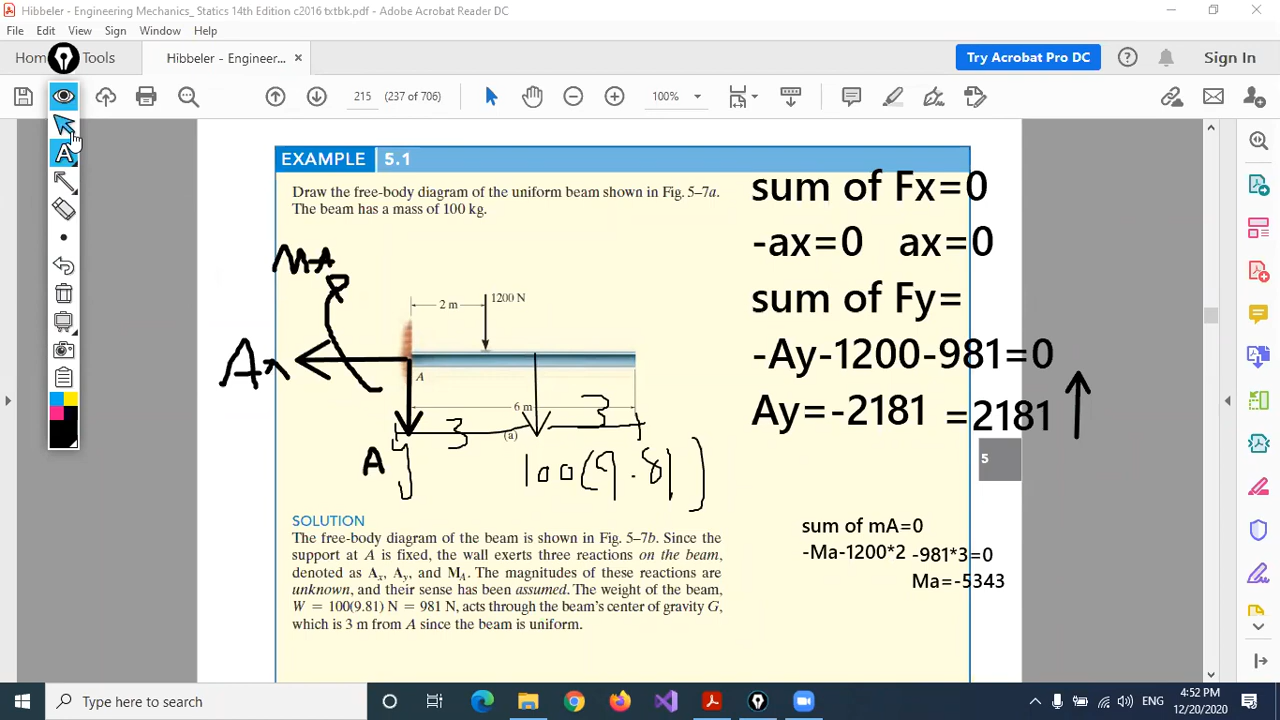 Hibbeler - Engineering Mechanics_ Statics 14th Edition c2016 txtbk.pdf - Adobe Acrobat Reader DC
File Edit View Sign Window Help
Hom Tools Hibbeler - Engineer... × Try Acrobat Pro DC Sign In
215 (237 of 706) 100%
EXAMPLE 5.1
Draw the free-body diagram of the uniform beam shown in Fig. 5–7a.
The beam has a mass of 100 kg.
sum of Fx=0
-ax=0 ax=0
sum of Fy=
-Ay-1200-981=0
Ay=-2181 =2181
MA
2 m 1200 N
Ax
A
6 m 3
3 (a)
Ay 100(9.81)
5
SOLUTION
The free-body diagram of the beam is shown in Fig. 5–7b. Since the
support at A is fixed, the wall exerts three reactions on the beam,
denoted as Ax, Ay, and MA. The magnitudes of these reactions are
unknown, and their sense has been assumed. The weight of the beam,
W = 100(9.81) N = 981 N, acts through the beam's center of gravity G,
which is 3 m from A since the beam is uniform.
sum of mA=0
-Ma-1200*2 -981*3=0
Ma=-5343
Type here to search
ENG 4:52 PM
12/20/2020